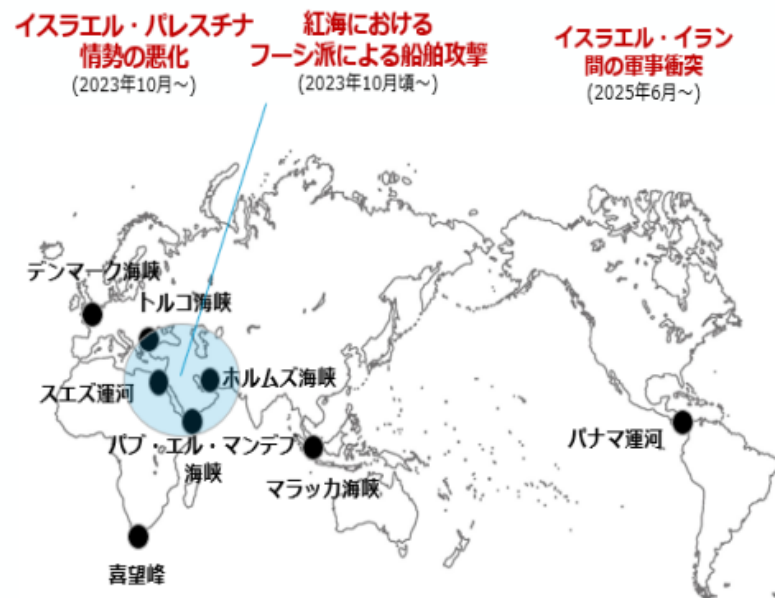 イスラエル・パレスチナ
情勢の悪化
(2023年10月～)
紅海における
フーシ派による船舶攻撃
(2023年10月頃～)
イスラエル・イラン
間の軍事衝突
(2025年6月～)
デンマーク海峡
トルコ海峡
スエズ運河
ホルムズ海峡
バブ・エル・マンデブ
海峡
マラッカ海峡
パナマ運河
喜望峰